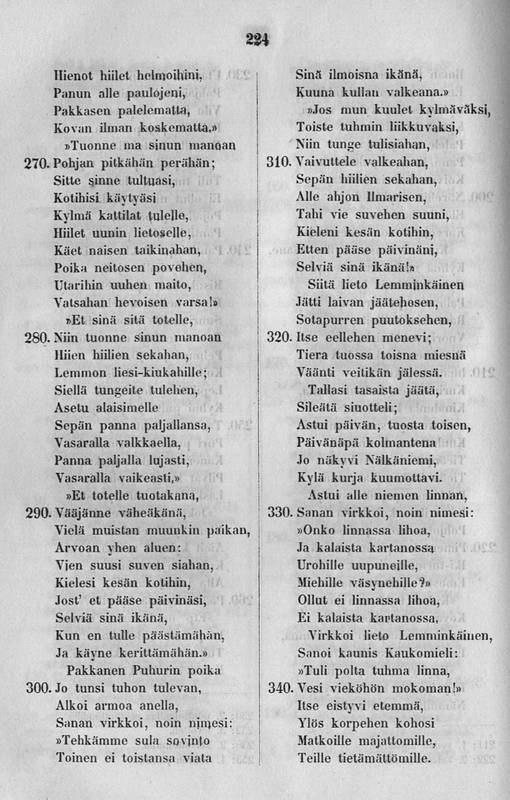 224
Hienot hiilet helmoihini,
Panun alle paulojeni,
Pakkasen palelematta,
Kovan ilman koskematta.»
»Tuonne ma sinun manoan
270. Pohjan pitkähän perähän;
Sitte sinne tultuasi,
Kotihisi käytyäsi
Kylmä kattilat tulelle,
Hiilet uunin lietoselle,
Käet naisen taikinahan,
Poika neitosen povehen,
Utarihin uuhen maito,
Vatsahan hevoisen varsa!»
»Et sinä sitä totelle,
280. Niin tuonne sinun manoan
Hiien hiilien sekahan,
Lemmon liesi-kiukahille;
Siellä tungeite tulehen,
Asetu alaisimelle
Sepän panna paljallansa,
Vasaralla valkkaella,
Panna paljalla lujasti,
Vasaralla vaikeasti.»
»Et totelle tuotakana,
290. Vääjänne väheäkänä,
Vielä muistan muunkin paikan,
Arvoan yhen aluen:
Vien suusi suven siahan,
Kielesi kesän kotihin,
Jost' et pääse päivinäsi,
Selviä sinä ikänä,
Kun en tulle päästämähän,
Ja käyne kerittämähän.»
Pakkanen Puhurin poika
300. Jo tunsi tuhon tulevan,
Alkoi armoa anella,
Sanan virkkoi, noin nimesi:
»Tehkämme sula sovinto
Toinen ei toistansa viata
Sinä ilmoisna ikänä,
Kuuna kullan valkeana.»
»Jos mun kuulet kylmäväksi,
Toiste tuhmin liikkuvaksi,
Niin tunge tulisiahan,
310. Vaivuttele valkeahan,
Sepän hiilien sekahan,
Alle ahjon Ilmarisen,
Tahi vie suvehen suuni,
Kieleni kesän kotihin,
Etten pääse päivinäni,
Selviä sinä ikänä!»
Siitä lieto Lemminkäinen
Jätti laivan jäätehosen,
Sotapurren puutoksehen,
320. Itse eellehen menevi;
Tiera tuossa toisna miesnä
Väänti veitikän jälessä.
Tallasi tasaista jäätä,
Sileätä siuotteli;
Astui päivän, tuosta toisen,
Päivänäpä kolmantena
Jo näkyvi Nälkäniemi,
Kylä kurja kuumottavi.
Astui alle niemen linnan,
330. Sanan virkkoi, noin nimesi:
»Onko linnassa lihoa,
Ja kalaista kartanossa
Urohille uupuneille,
Miehille väsynehille?»
Ollut ei linnassa lihoa,
Ei kalaista kartanossa.
Virkkoi lieto Lemminkäinen,
Sanoi kaunis Kaukomieli:
»Tuli polta tuhma linna,
340. Vesi vieköhön mokoman!»
Itse eistyvi etemmä,
Ylös korpehen kohosi
Matkoille majattomille,
Teille tietämättömille.